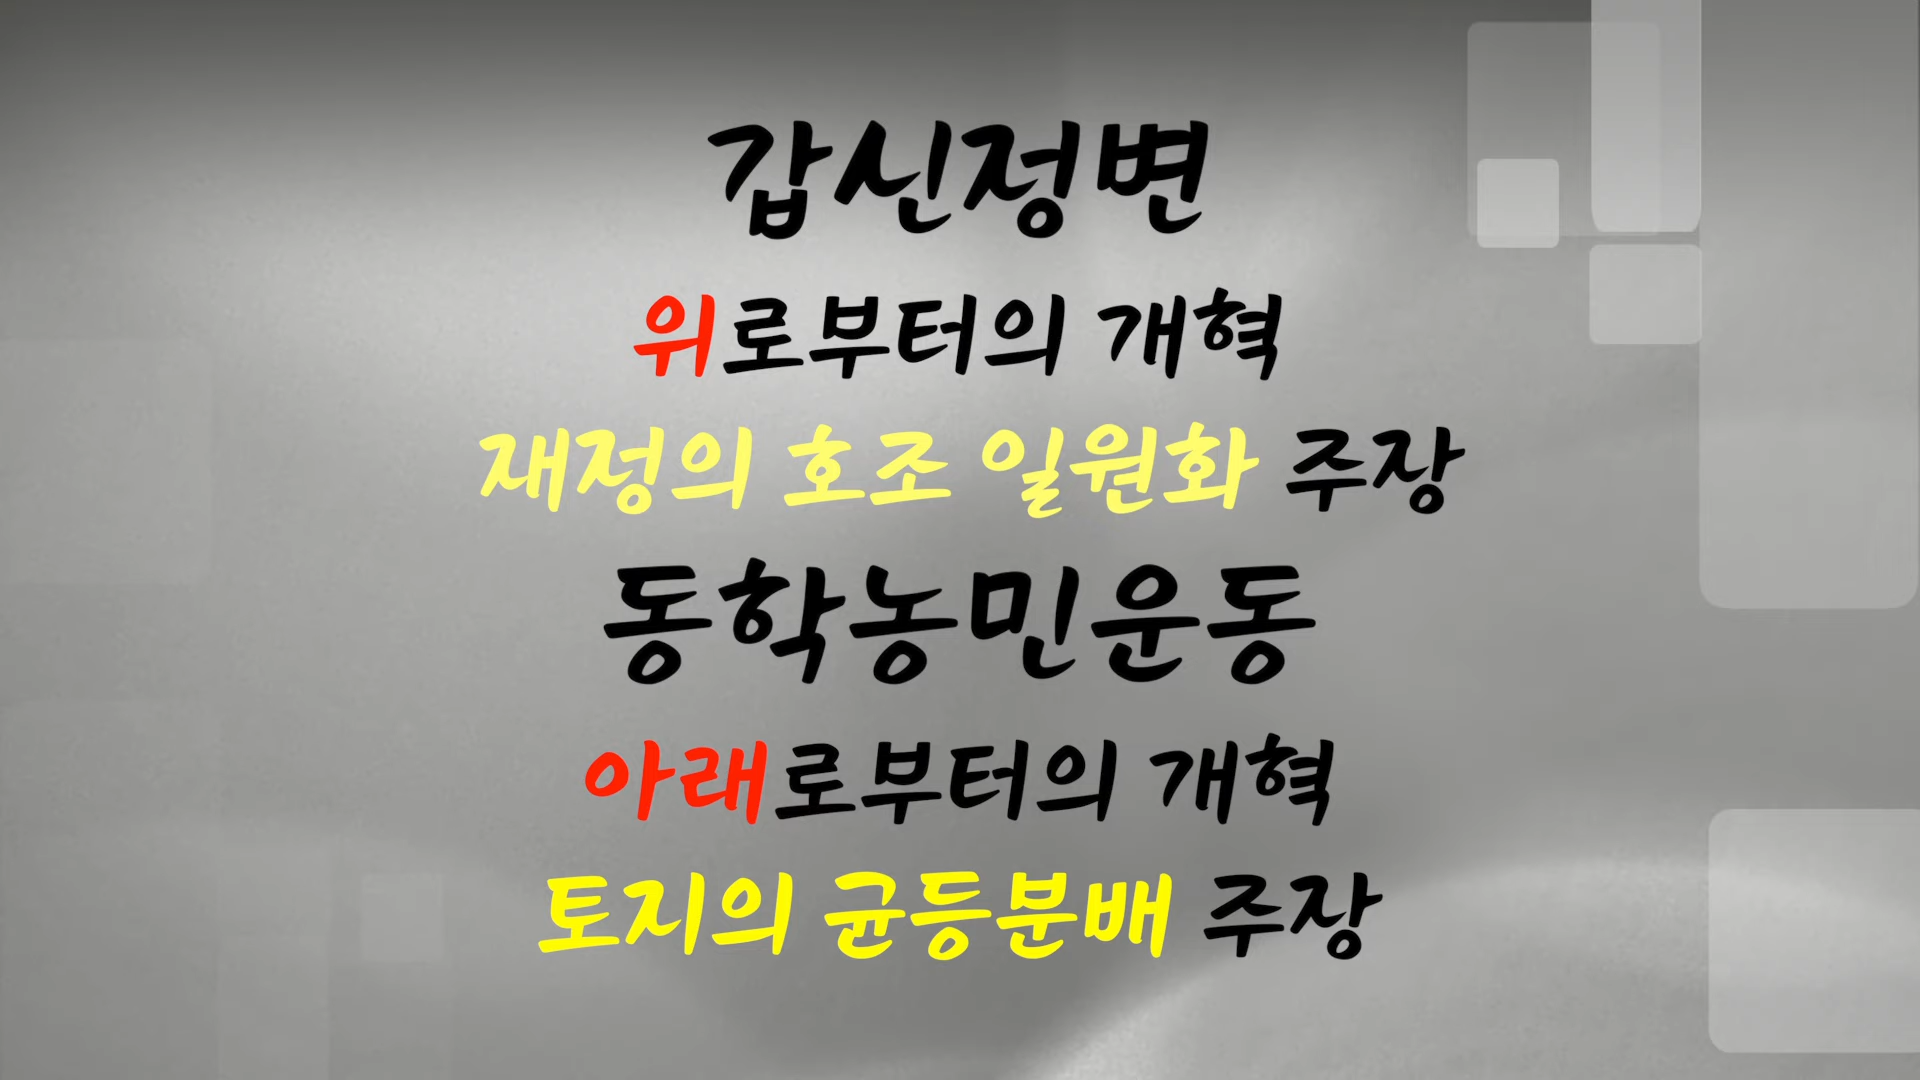 갑신정변
위로부터의 개혁
재정의 호조 일원화 주장
동학농민운동
아래로부터의 개혁
토지의 균등분배 주장